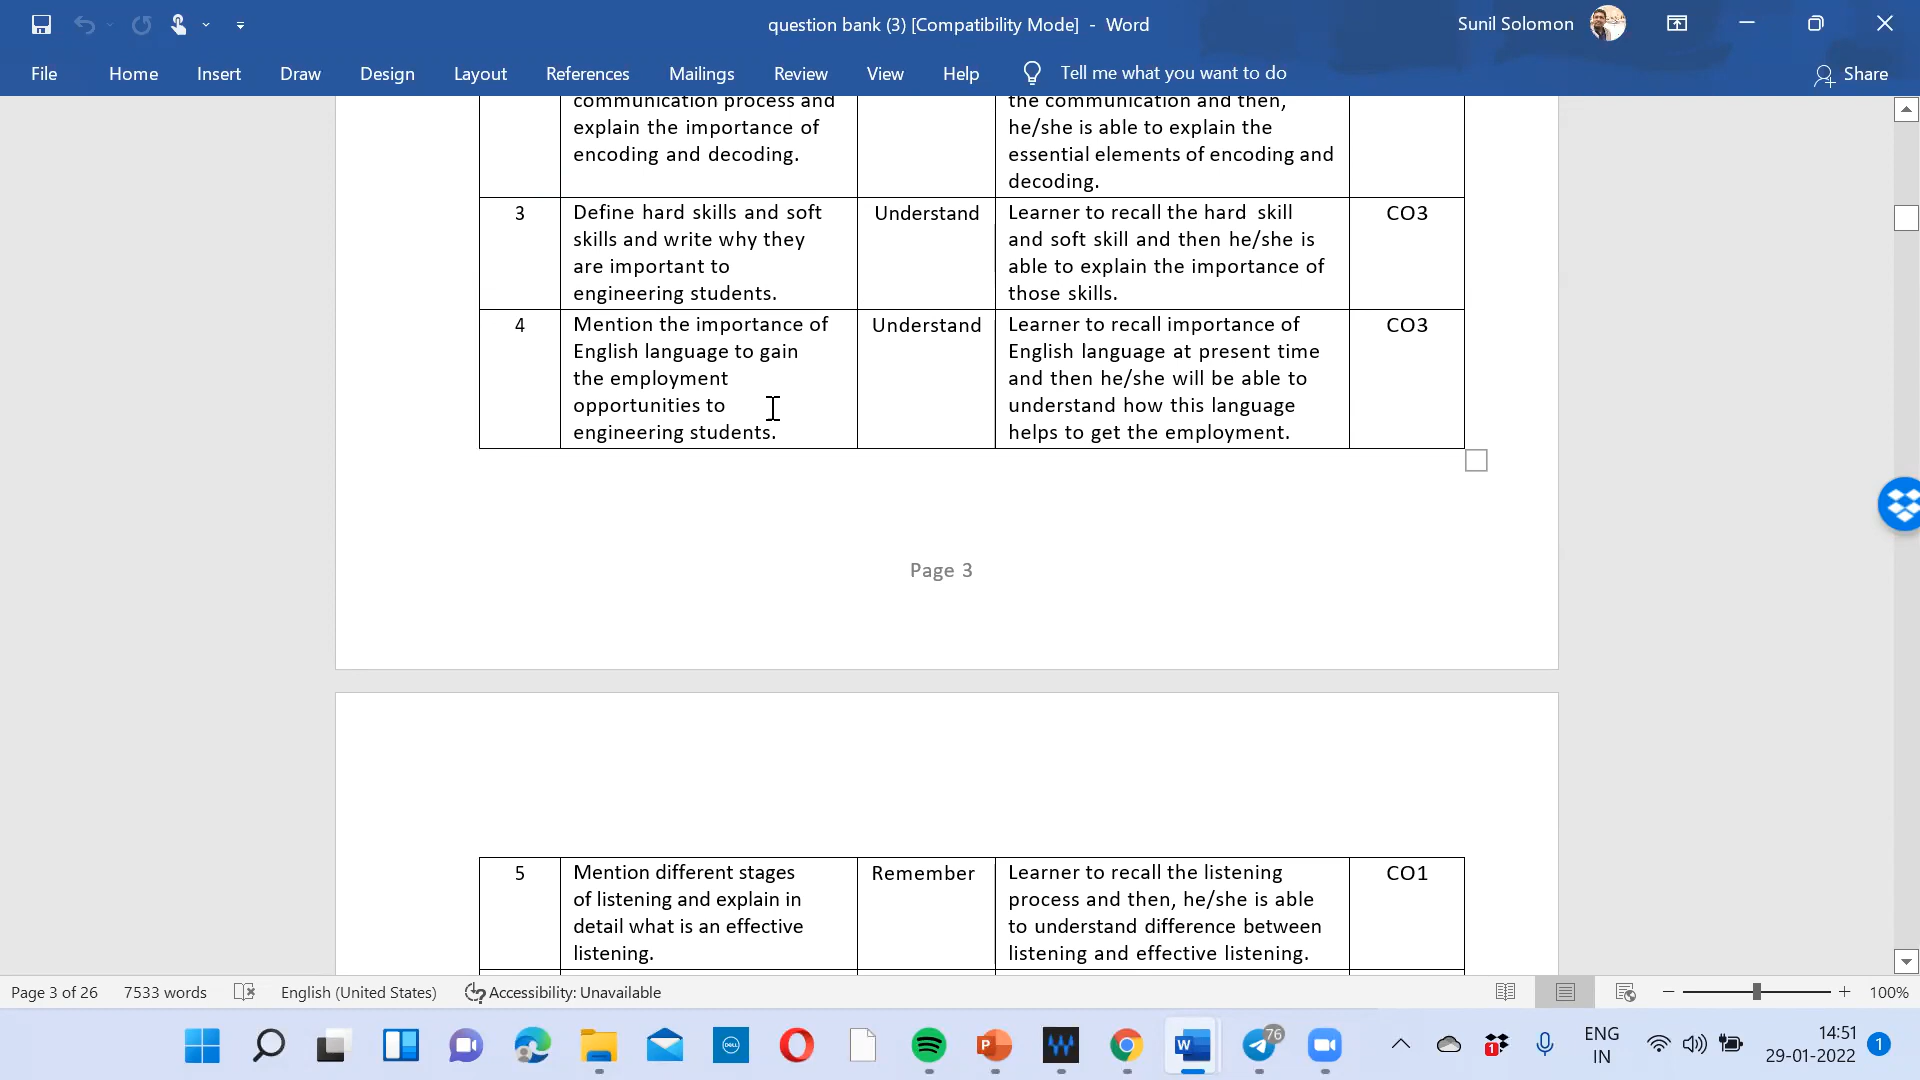 question bank (3) [Compatibility Mode] - Word
Sunil Solomon
File Home Insert Draw Design Layout References Mailings Review View Help Tell me what you want to do Share
communication process and
explain the importance of
encoding and decoding.
the communication and then,
he/she is able to explain the
essential elements of encoding and
decoding.
3
Define hard skills and soft
skills and write why they
are important to
engineering students.
Understand
Learner to recall the hard skill
and soft skill and then he/she is
able to explain the importance of
those skills.
CO3
4
Mention the importance of
English language to gain
the employment
opportunities to
engineering students.
Understand
Learner to recall importance of
English language at present time
and then he/she will be able to
understand how this language
helps to get the employment.
CO3
Page 3
5
Mention different stages
of listening and explain in
detail what is an effective
listening.
Remember
Learner to recall the listening
process and then, he/she is able
to understand difference between
listening and effective listening.
CO1
Page 3 of 26 7533 words English (United States) Accessibility: Unavailable 100%
DELL
P
W
76
1
ENG
IN
14:51
29-01-2022
1